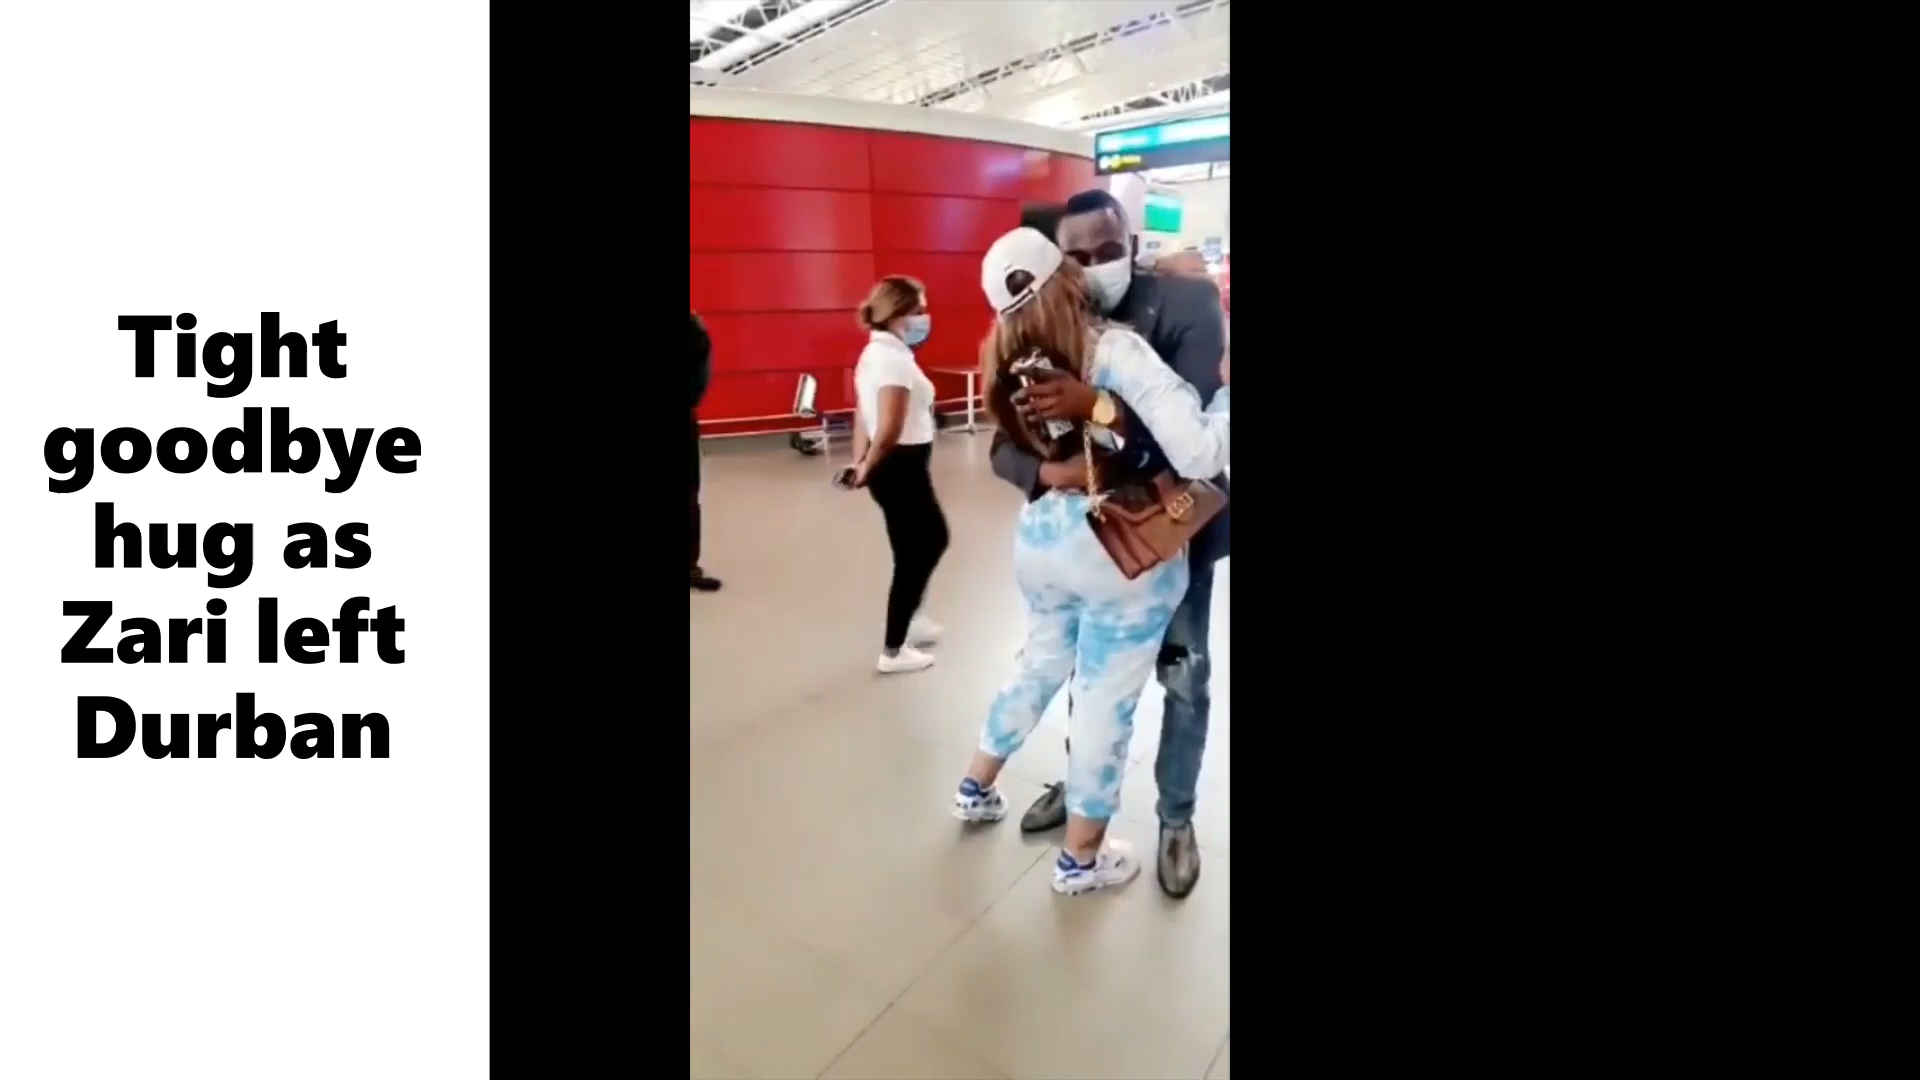 Tight
goodbye
hug as
Zari left
Durban